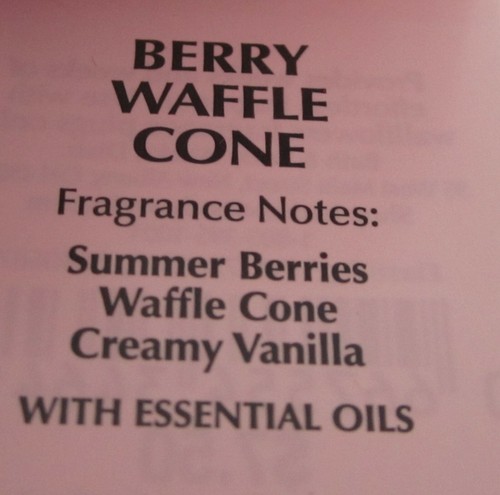 BERRY
WAFFLE
CONE
Fragrance Notes:
Summer Berries
Waffle Cone
Creamy Vanilla
WITH ESSENTIAL OILS